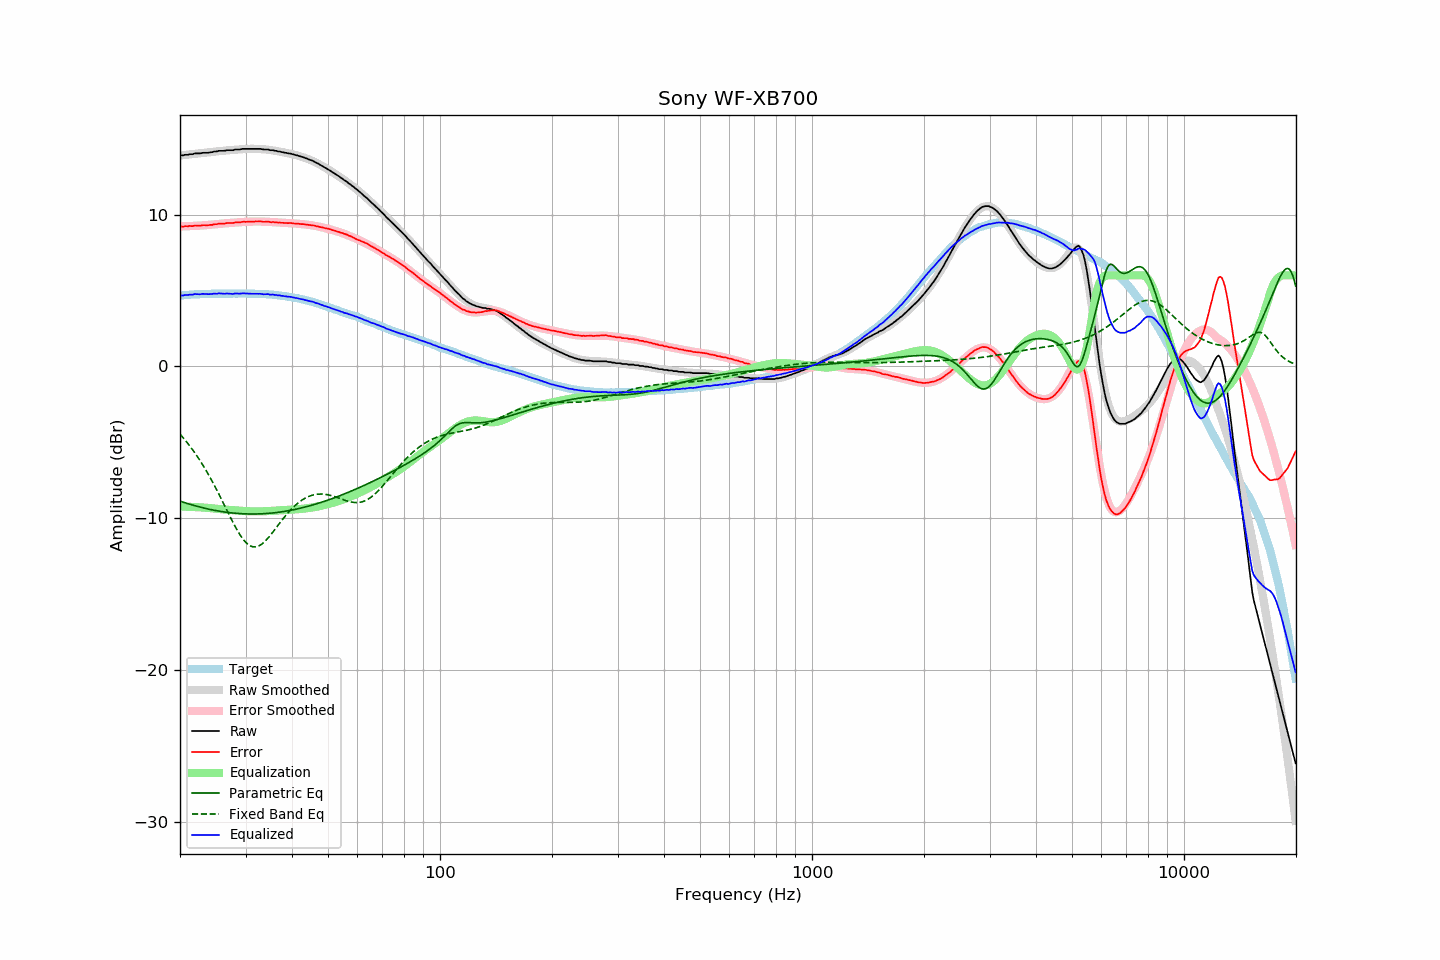 Sony WF-XB700
Amplitude (dBr)
10
0
−10
−20
−30
Target
Raw Smoothed
Error Smoothed
Raw
Error
Equalization
Parametric Eq
Fixed Band Eq
Equalized
100
1000
10000
Frequency (Hz)